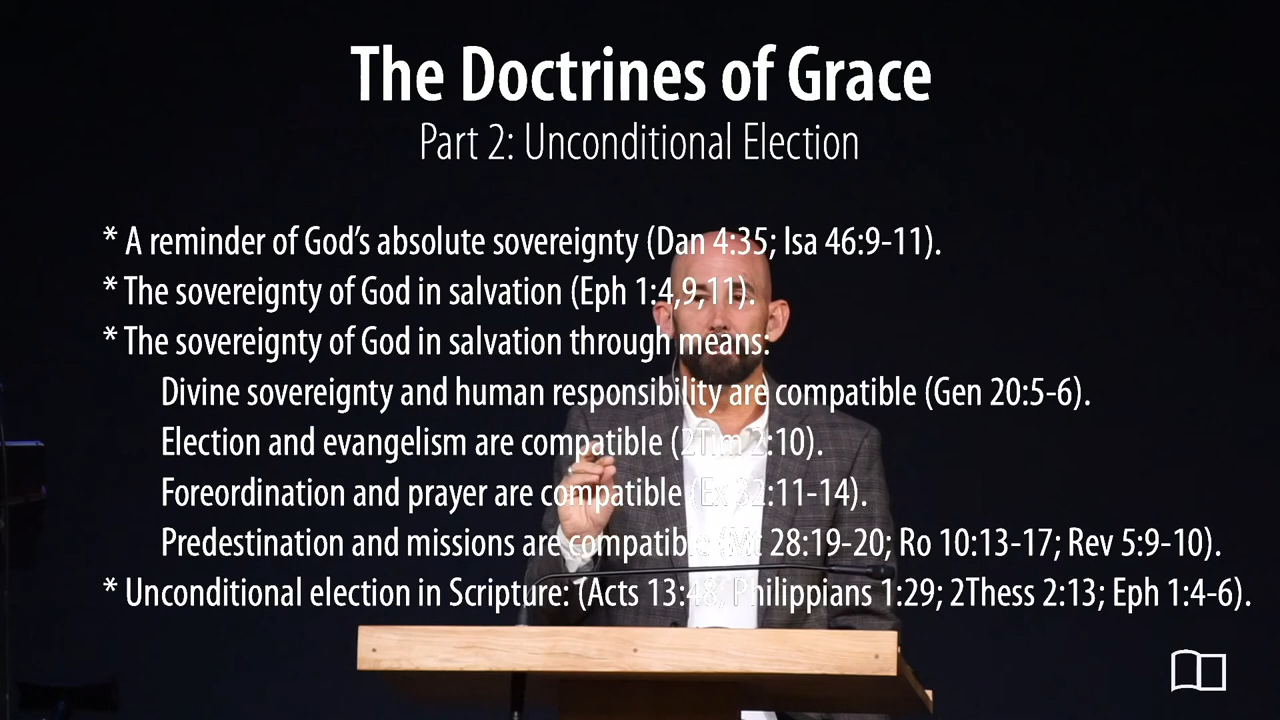 The Doctrines of Grace
Part 2: Unconditional Election
* A reminder of God's absolute sovereignty (Dan 4:35; Isa 46:9-11).
* The sovereignty of God in salvation (Eph 1:4,9,11).
* The sovereignty of God in salvation through means:
Divine sovereignty and human responsibility are compatible (Gen 20:5-6).
Election and evangelism are compatible (2Tim 2:10).
Foreordination and prayer are compatible (Ex 32:11-14).
Predestination and missions are compatible (Mt 28:19-20; Ro 10:13-17; Rev 5:9-10).
* Unconditional election in Scripture: (Acts 13:48; Philippians 1:29; 2Thess 2:13; Eph 1:4-6).